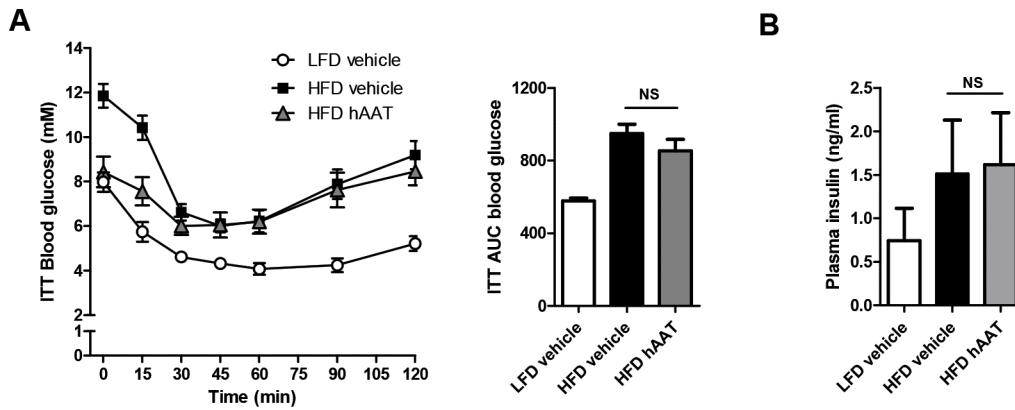 A
ITT Blood glucose (mM)
14
12
10
8
6
4
2
1
0
0 15 30 45 60 75 90 105 120
Time (min)
LFD vehicle
HFD vehicle
HFD hAAT
ITT AUC blood glucose
1200
800
400
0
NS
LFD vehicle
HFD vehicle
HFD hAAT
B
Plasma insulin (ng/ml)
2.5
2.0
1.5
1.0
0.5
0.0
NS
LFD vehicle
HFD vehicle
HFD hAAT